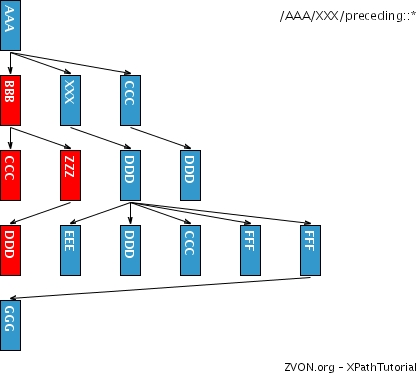 /AAA/XXX/preceding::*
AAA
BBB
XXX
CCC
CCC
ZZZ
DDD
DDD
DDD
EEE
DDD
CCC
FFF
FFF
GGG
ZVON.org - XPathTutorial